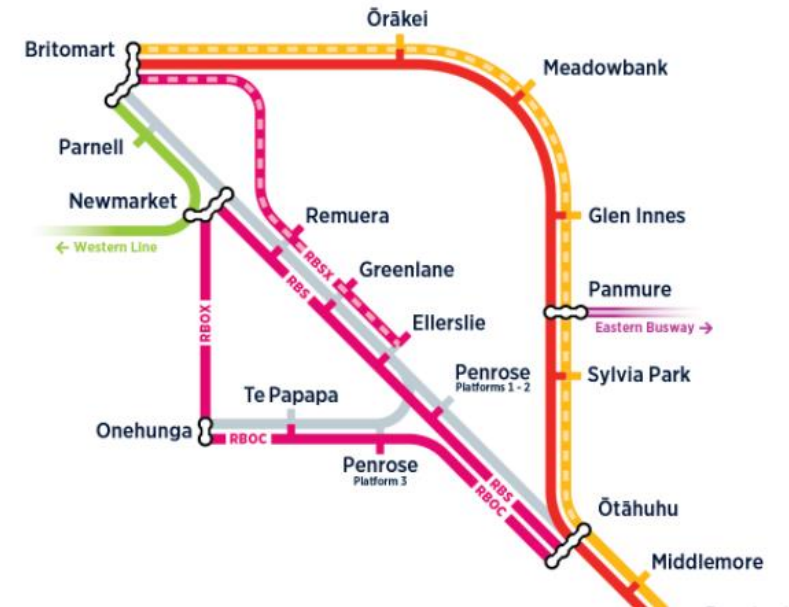 Ōrākei
Britomart
Meadowbank
Parnell
Newmarket
Remuera
Glen Innes
← Western Line
RBSX
Greenlane
RBS
Panmure
RBOX
Ellerslie
Eastern Busway →
Penrose
Platforms 1 - 2
Sylvia Park
Te Papapa
Onehunga
RBOC
Penrose
Platform 3
RBS
RBOC
Ōtāhuhu
Middlemore